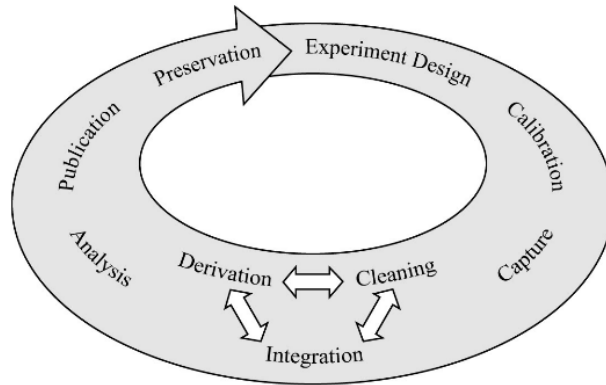 Experiment Design
Calibration
Capture
Cleaning
Integration
Derivation
Analysis
Publication
Preservation